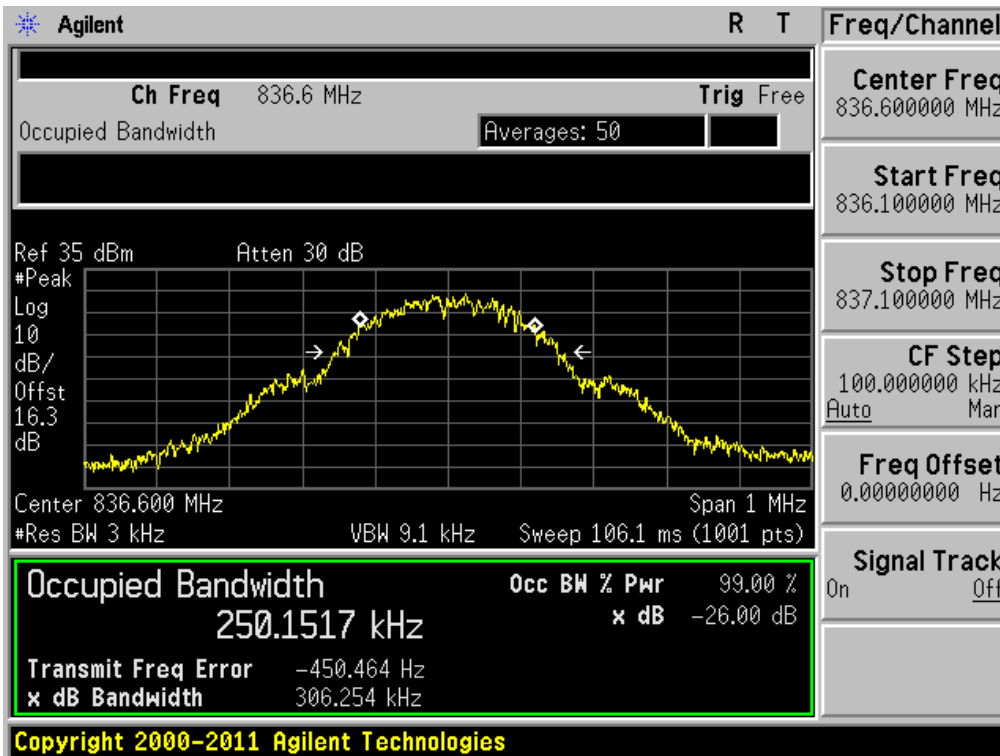 Agilent R T
Ch Freq 836.6 MHz Trig Free
Occupied Bandwidth Averages: 50
Ref 35 dBm Atten 30 dB
#Peak
Log
10
dB/
Offst
16.3
dB
Center 836.600 MHz Span 1 MHz
#Res BW 3 kHz VBW 9.1 kHz Sweep 106.1 ms (1001 pts)
Occupied Bandwidth Occ BW % Pwr 99.00 %
250.1517 kHz x dB -26.00 dB
Transmit Freq Error -450.464 Hz
x dB Bandwidth 306.254 kHz
Copyright 2000-2011 Agilent Technologies
Freq/Channel
Center Freq
836.600000 MHz
Start Freq
836.100000 MHz
Stop Freq
837.100000 MHz
CF Step
100.000000 kHz
Auto Man
Freq Offset
0.00000000 Hz
Signal Track
On Off